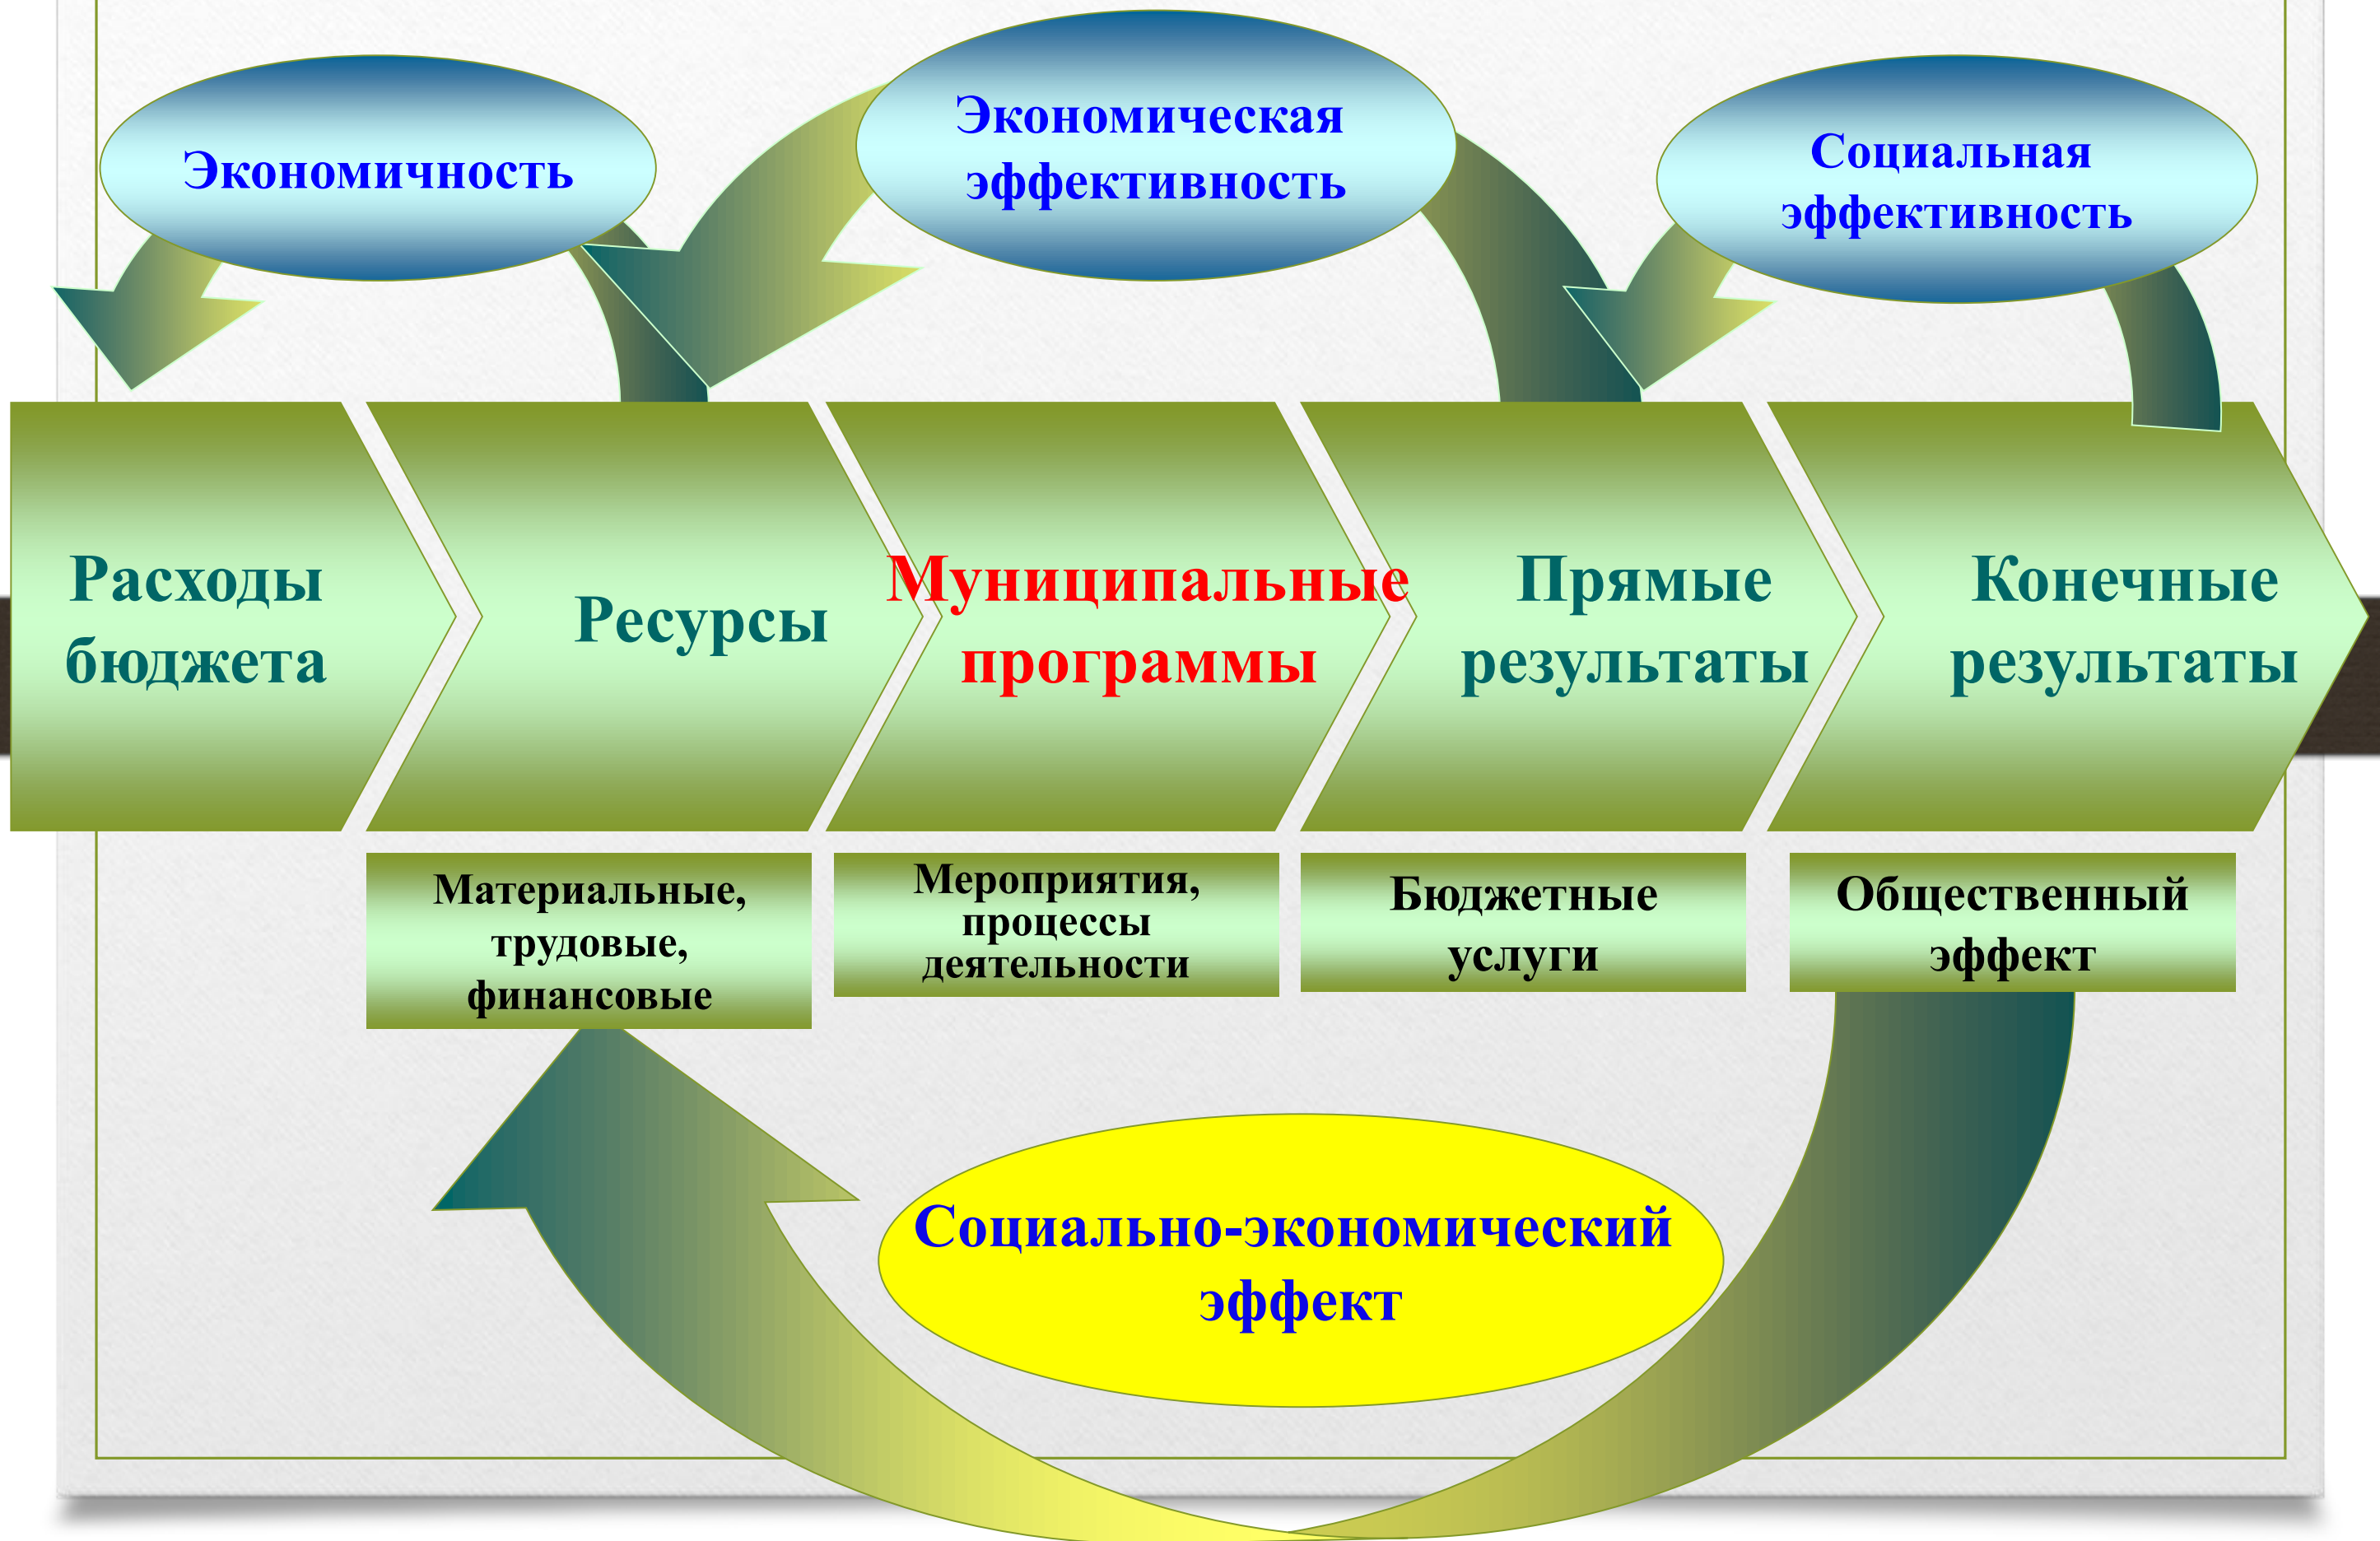 Экономичность
Экономическая
эффективность
Социальная
эффективность
Расходы
бюджета
Ресурсы
Муниципальные
программы
Прямые
результаты
Конечные
результаты
Материальные,
трудовые,
финансовые
Мероприятия,
процессы
деятельности
Бюджетные
услуги
Общественный
эффект
Социально-экономический
эффект